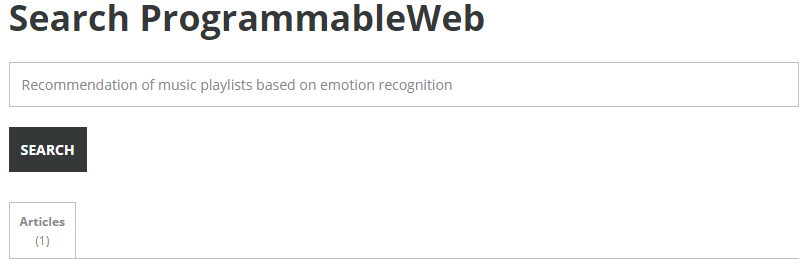 Search ProgrammableWeb
Recommendation of music playlists based on emotion recognition
SEARCH
Articles
(1)